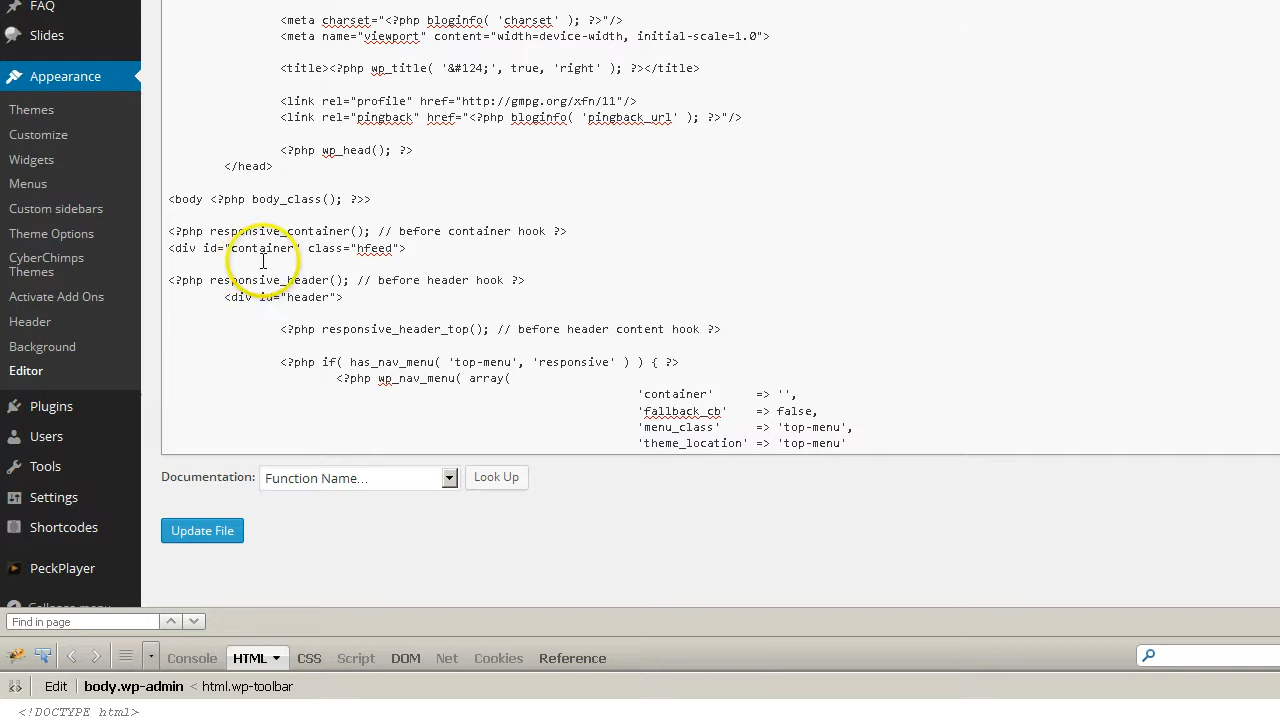 FAQ
Slides
Appearance
Themes
Customize
Widgets
Menus
Custom sidebars
Theme Options
CyberChimps
Themes
Activate Add Ons
Header
Background
Editor
Plugins
Users
Tools
Settings
Shortcodes
PeckPlayer
Collapse menu
<meta charset="<?php bloginfo( 'charset' ); ?>"/>
<meta name="viewport" content="width=device-width, initial-scale=1.0">
<title><?php wp_title( '&#124;', true, 'right' ); ?></title>
<link rel="profile" href="http://gmpg.org/xfn/11"/>
<link rel="pingback" href="<?php bloginfo( 'pingback_url' ); ?>"/>
<?php wp_head(); ?>
</head>
<body <?php body_class(); ?>>
<?php responsive_container(); // before container hook ?>
<div id="container" class="hfeed">
<?php responsive_header(); // before header hook ?>
<div id="header">
<?php responsive_header_top(); // before header content hook ?>
<?php if( has_nav_menu( 'top-menu', 'responsive' ) ) { ?>
<?php wp_nav_menu( array(
'container' => '',
'fallback_cb' => false,
'menu_class' => 'top-menu',
'theme_location' => 'top-menu'
Documentation: Function Name... Look Up
Update File
Find in page
Console HTML CSS Script DOM Net Cookies Reference
Edit body.wp-admin < html.wp-toolbar
<!DOCTYPE html>